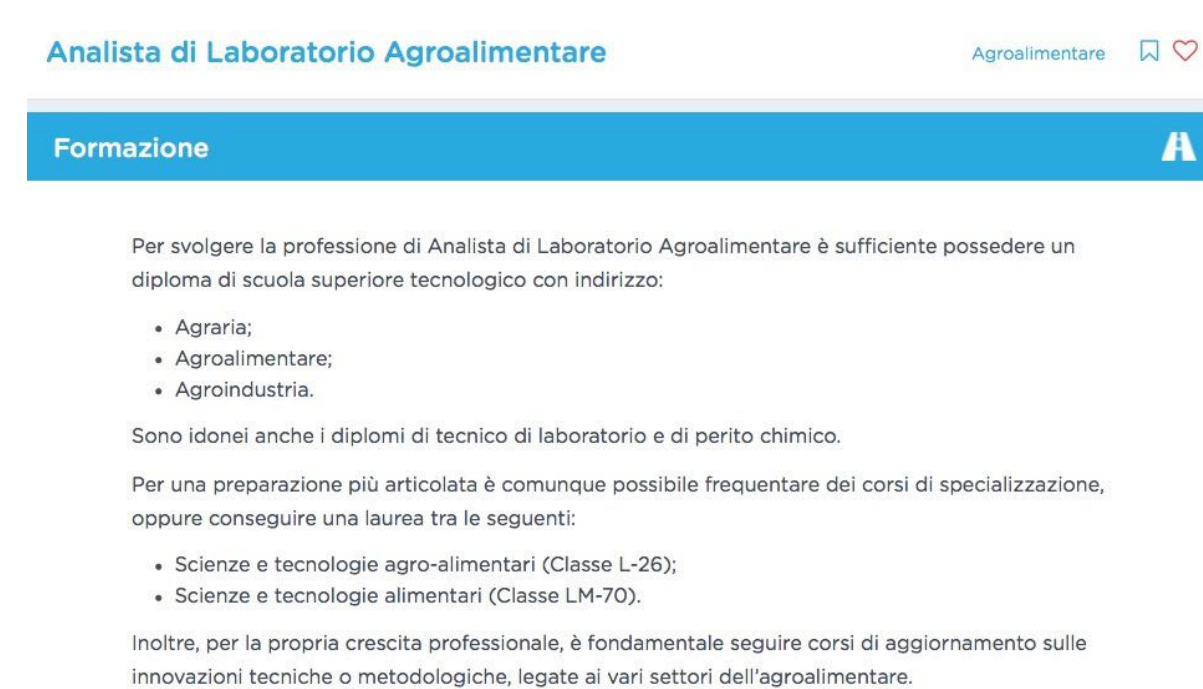 Analista di Laboratorio Agroalimentare
Agroalimentare
Formazione
Per svolgere la professione di Analista di Laboratorio Agroalimentare è sufficiente possedere un
diploma di scuola superiore tecnologico con indirizzo:
• Agraria;
• Agroalimentare;
• Agroindustria.
Sono idonei anche i diplomi di tecnico di laboratorio e di perito chimico.
Per una preparazione più articolata è comunque possibile frequentare dei corsi di specializzazione,
oppure conseguire una laurea tra le seguenti:
• Scienze e tecnologie agro-alimentari (Classe L-26);
• Scienze e tecnologie alimentari (Classe LM-70).
Inoltre, per la propria crescita professionale, è fondamentale seguire corsi di aggiornamento sulle
innovazioni tecniche o metodologiche, legate ai vari settori dell'agroalimentare.